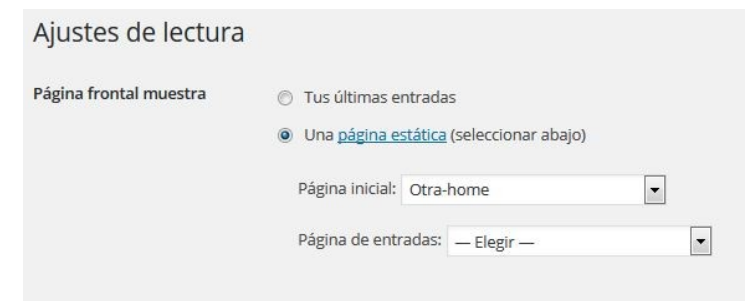 Ajustes de lectura
Página frontal muestra
Tus últimas entradas
Una página estática (seleccionar abajo)
Página inicial: Otra-home
Página de entradas: — Elegir —